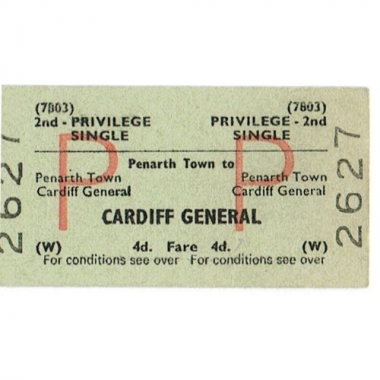 (7803) (7803)
2nd - PRIVILEGE PRIVILEGE - 2nd
SINGLE SINGLE
Penarth Town to
Penarth Town Penarth Town
Cardiff General Cardiff General
CARDIFF GENERAL
(W) 4d. Fare 4d. (W)
For conditions see over For conditions see over
P P
2627 2627